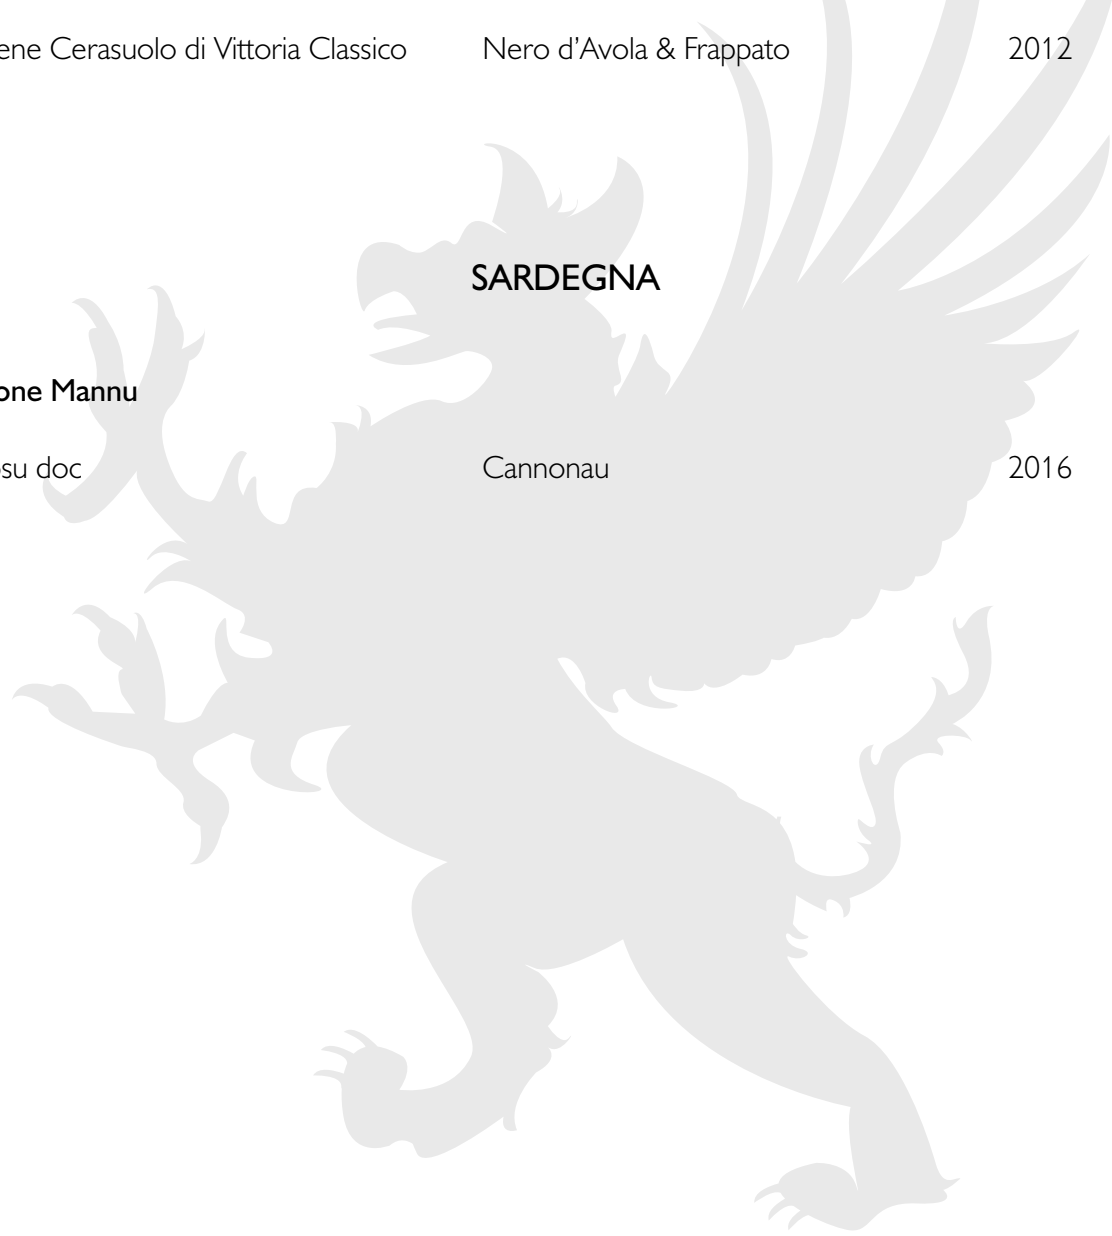 ene Cerasuolo di Vittoria Classico Nero d’Avola & Frappato 2012
SARDEGNA
one Mannu
su doc Cannonau 2016